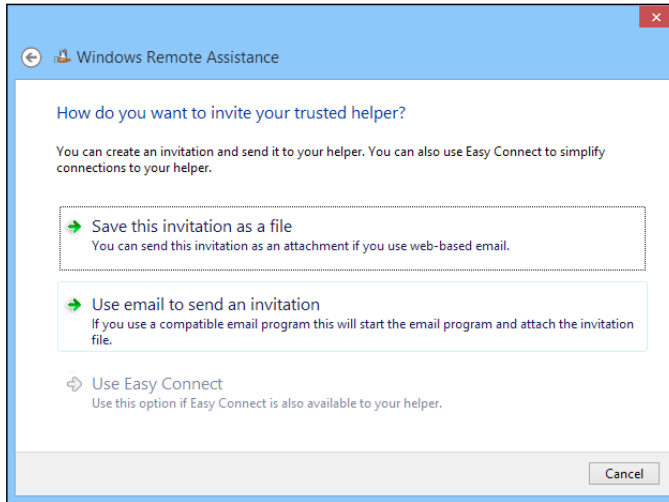 Windows Remote Assistance
How do you want to invite your trusted helper?
You can create an invitation and send it to your helper. You can also use Easy Connect to simplify
connections to your helper.
Save this invitation as a file
You can send this invitation as an attachment if you use web-based email.
Use email to send an invitation
If you use a compatible email program this will start the email program and attach the invitation
file.
Use Easy Connect
Use this option if Easy Connect is also available to your helper.
Cancel